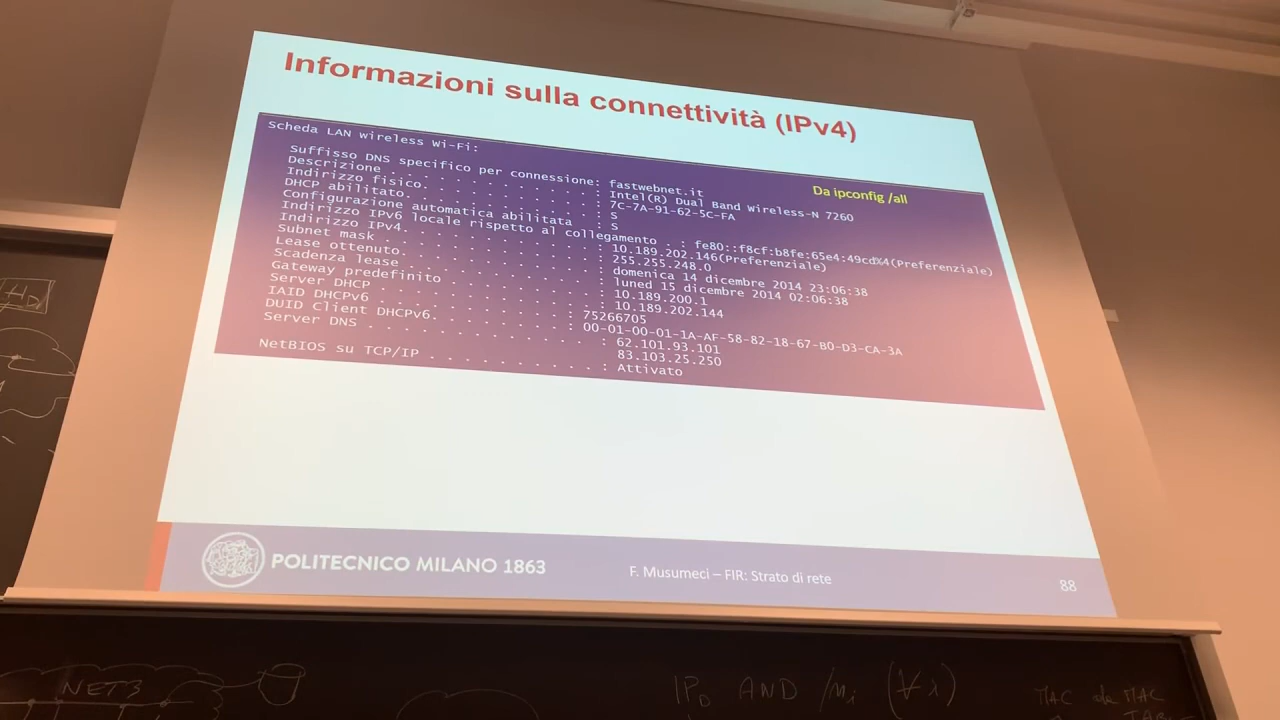 Informazioni sulla connettività (IPv4)
Scheda LAN wireless Wi-Fi:
Da ipconfig /all
Suffisso DNS specifico per connessione: fastwebnet.it
Descrizione . . . . . . . . . . . . . : Intel(R) Dual Band Wireless-N 7260
Indirizzo fisico. . . . . . . . . . . : 7C-7A-91-62-5C-FA
DHCP abilitato. . . . . . . . . . . . : S
Configurazione automatica abilitata . : S
Indirizzo IPv6 locale rispetto al collegamento . : fe80::f8cf:b8fe:65e4:49cd%4(Preferenziale)
Indirizzo IPv4. . . . . . . . . . . . : 10.189.202.146(Preferenziale)
Subnet mask . . . . . . . . . . . . . : 255.255.248.0
Lease ottenuto. . . . . . . . . . . . : domenica 14 dicembre 2014 23:06:38
Scadenza lease . . . . . . . . . . . : luned 15 dicembre 2014 02:06:38
Gateway predefinito . . . . . . . . . : 10.189.200.1
Server DHCP . . . . . . . . . . . . . : 10.189.202.144
IAID DHCPv6 . . . . . . . . . . . : 75266705
DUID Client DHCPv6. . . . . . . . : 00-01-00-01-1A-AF-58-82-18-67-B0-D3-CA-3A
Server DNS . . . . . . . . . . . . . : 62.101.93.101
83.103.25.250
NetBIOS su TCP/IP . . . . . . . . . . : Attivato
POLITECNICO MILANO 1863
F. Musumeci – FIR: Strato di rete
88
NET3
IP_D AND /m_i (∀ i)
MAC de MAC